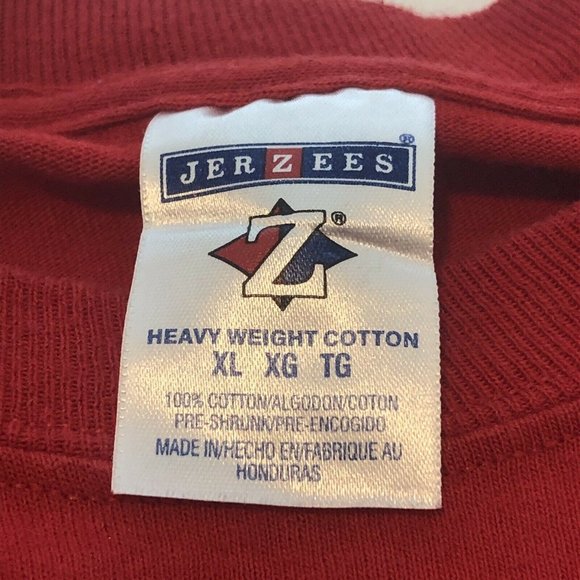 JERZEES®
Z®
HEAVY WEIGHT COTTON
XL XG TG
100% COTTON/ALGODON/COTON
PRE-SHRUNK/PRE-ENCOGIDO
MADE IN/HECHO EN/FABRIQUE AU
HONDURAS